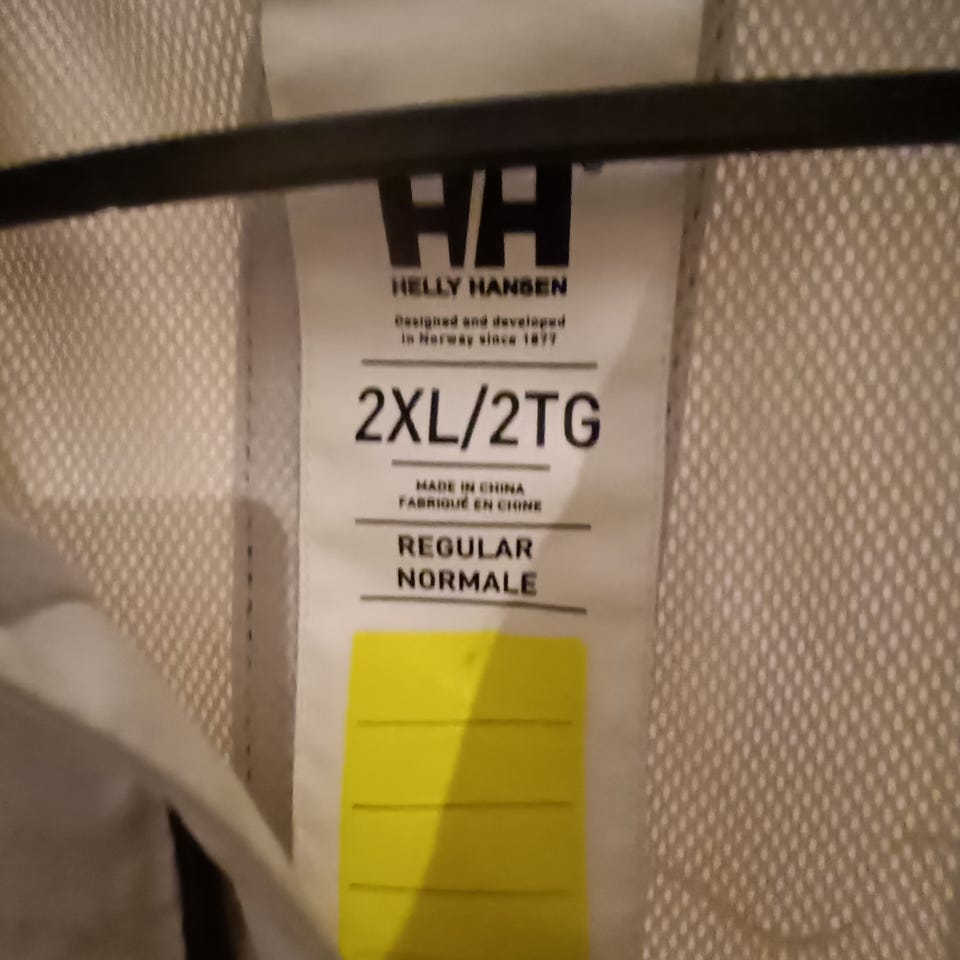 HH
HELLY HANSEN
Designed and developed
in Norway since 1877
2XL/2TG
MADE IN CHINA
FABRIQUÉ EN CHINE
REGULAR
NORMALE